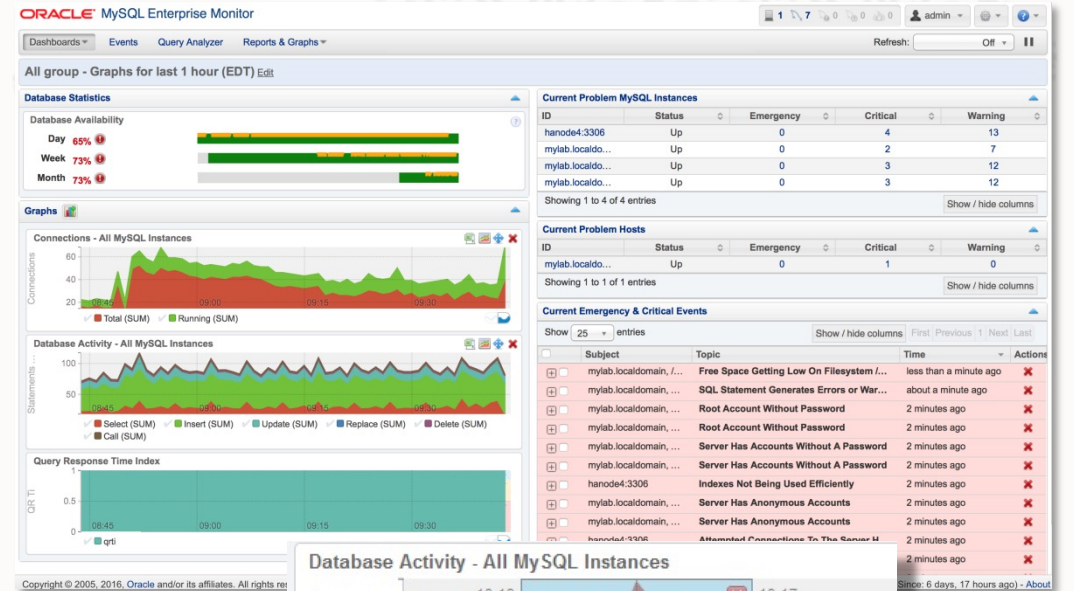 ORACLE MySQL Enterprise Monitor
1 7 0 0 0 admin
Dashboards Events Query Analyzer Reports & Graphs Refresh: Off
All group - Graphs for last 1 hour (EDT) Edit
Database Statistics
Database Availability
Day 65%
Week 73%
Month 73%
Graphs
Connections - All MySQL Instances
Connections
60
40
20
08:45 09:00 09:15 09:30
Total (SUM) Running (SUM)
Database Activity - All MySQL Instances
Statements ...
100
50
08:45 09:00 09:15 09:30
Select (SUM) Insert (SUM) Update (SUM) Replace (SUM) Delete (SUM)
Call (SUM)
Query Response Time Index
QR Ti
1
0.5
0
08:45 09:00 09:15 09:30
qrti
Current Problem MySQL Instances
ID Status Emergency Critical Warning
hanode4:3306 Up 0 4 13
mylab.localdo... Up 0 2 7
mylab.localdo... Up 0 3 12
mylab.localdo... Up 0 3 12
Showing 1 to 4 of 4 entries Show / hide columns
Current Problem Hosts
ID Status Emergency Critical Warning
mylab.localdo... Up 0 1 0
Showing 1 to 1 of 1 entries Show / hide columns
Current Emergency & Critical Events
Show 25 entries Show / hide columns First Previous 1 Next Last
Subject Topic Time Actions
mylab.localdomain, /... Free Space Getting Low On Filesystem /... less than a minute ago
mylab.localdomain, ... SQL Statement Generates Errors or War... about a minute ago
mylab.localdomain, ... Root Account Without Password 2 minutes ago
mylab.localdomain, ... Root Account Without Password 2 minutes ago
mylab.localdomain, ... Server Has Accounts Without A Password 2 minutes ago
mylab.localdomain, ... Server Has Accounts Without A Password 2 minutes ago
hanode4:3306 Indexes Not Being Used Efficiently 2 minutes ago
mylab.localdomain, ... Server Has Anonymous Accounts 2 minutes ago
mylab.localdomain, ... Server Has Anonymous Accounts 2 minutes ago
hanode4:3306 Attempted Connections To The Server H... 2 minutes ago
2 minutes ago
Database Activity - All MySQL Instances
Copyright © 2005, 2016, Oracle and/or its affiliates. All rights Since: 6 days, 17 hours ago) - About